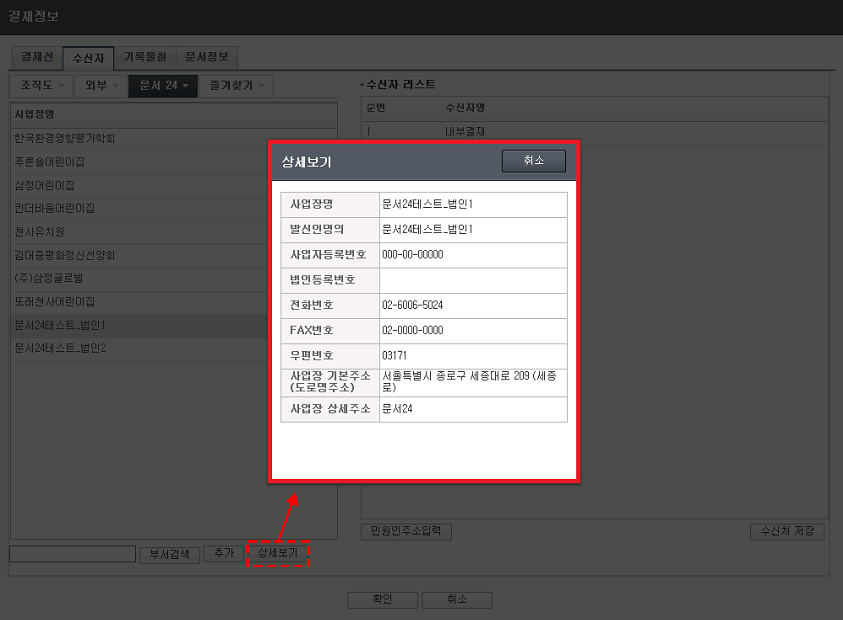 결재정보
결재선 수신자 기록물철 문서정보
조직도 외부 문서 24 즐겨찾기
수신자 리스트
사업장명
순번 수신자명
1 내부결재
한국환경영향평가학회
푸른솔어린이집
삼정어린이집
킨더바움어린이집
천사유치원
김대중평화정신선양회
(주)삼정글로벌
또래천사어린이집
문서24테스트_법인1
문서24테스트_법인2
상세보기 취소
사업장명 문서24테스트_법인1
발신인명의 문서24테스트_법인1
사업자등록번호 000-00-00000
법인등록번호
전화번호 02-6006-5024
FAX번호 02-0000-0000
우편번호 03171
사업장 기본주소 서울특별시 종로구 세종대로 209 (세종
(도로명주소) 로)
사업장 상세주소 문서24
민원인주소입력 수신처 저장
부서검색 추가 상세보기
확인 취소